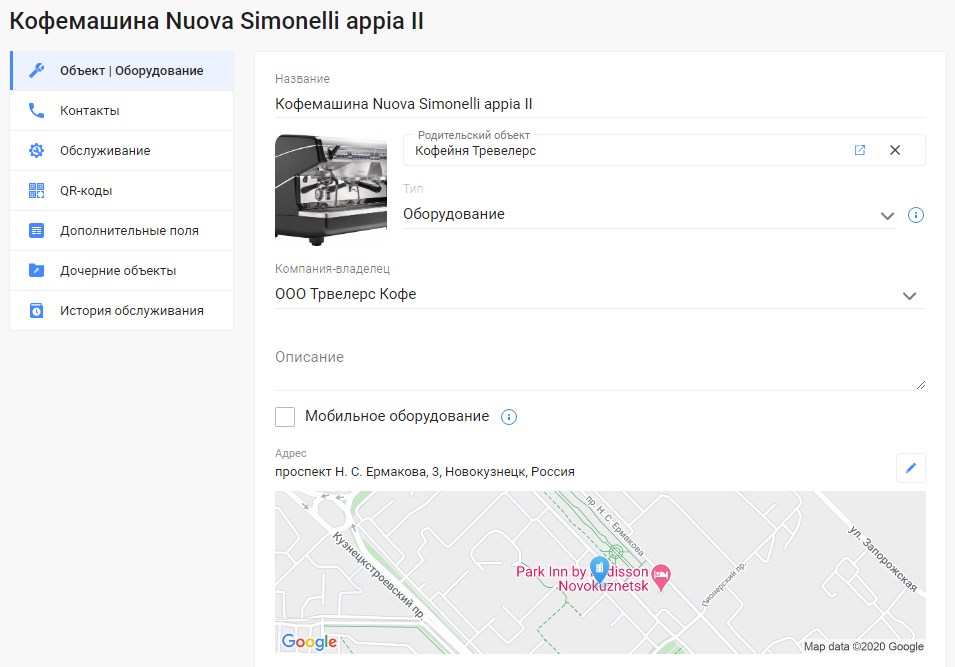 Кофемашина Nuova Simonelli appia II
Объект | Оборудование
Контакты
Обслуживание
QR-коды
Дополнительные поля
Дочерние объекты
История обслуживания
Название
Кофемашина Nuova Simonelli appia II
Родительский объект
Кофейня Тревелерс
Тип
Оборудование
Компания-владелец
ООО Трвелерс Кофе
Описание
Мобильное оборудование
Адрес
проспект Н. С. Ермакова, 3, Новокузнецк, Россия
пр. Н. С. Ермакова
Кузнецкстроевский пр.
ул. Запорожская
Пионерский пр.
Park Inn by
Novokuznetsk
Google
Map data ©2020 Google